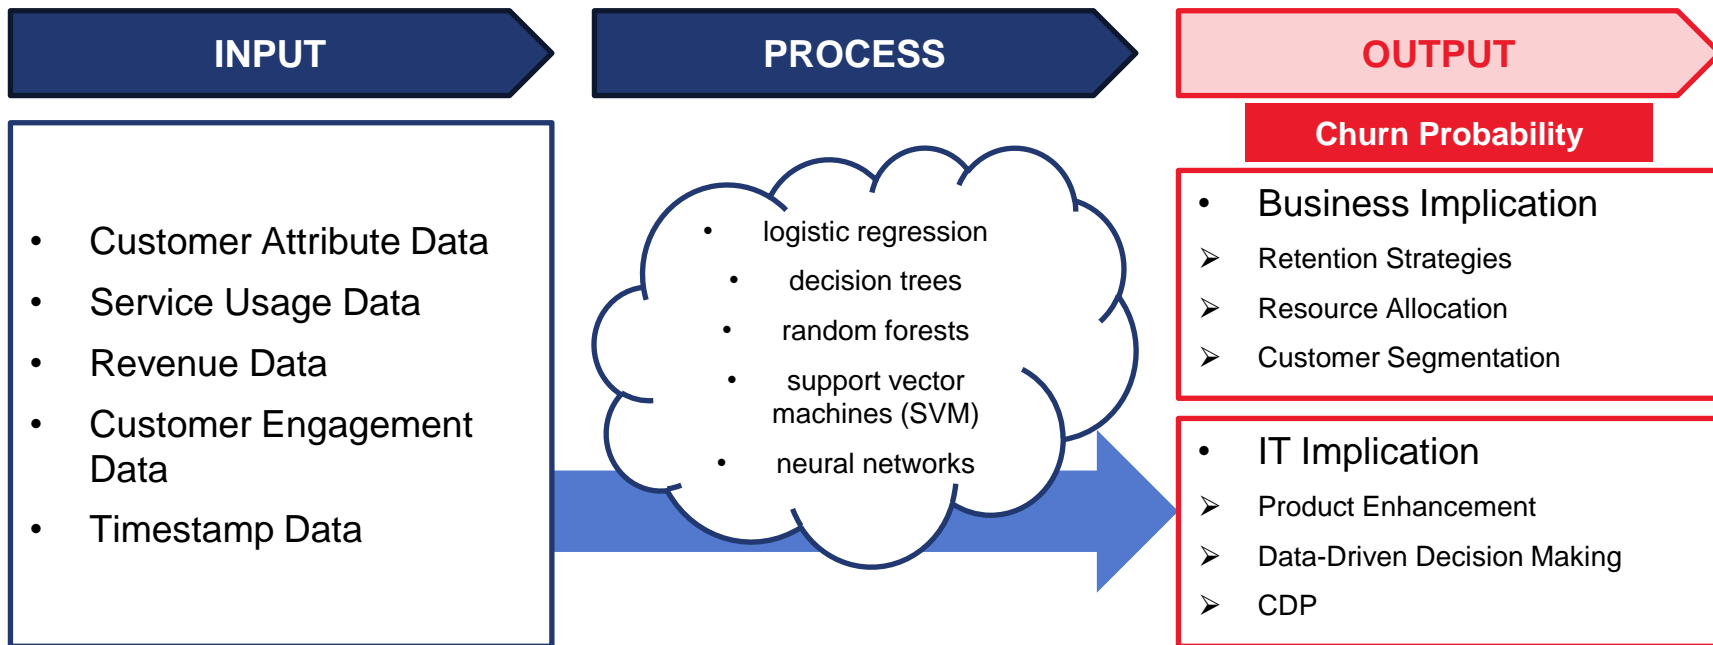 INPUT
PROCESS
OUTPUT
• Customer Attribute Data
• Service Usage Data
• Revenue Data
• Customer Engagement
Data
• Timestamp Data
• logistic regression
• decision trees
• random forests
• support vector
machines (SVM)
• neural networks
Churn Probability
• Business Implication
➢ Retention Strategies
➢ Resource Allocation
➢ Customer Segmentation
• IT Implication
➢ Product Enhancement
➢ Data-Driven Decision Making
➢ CDP